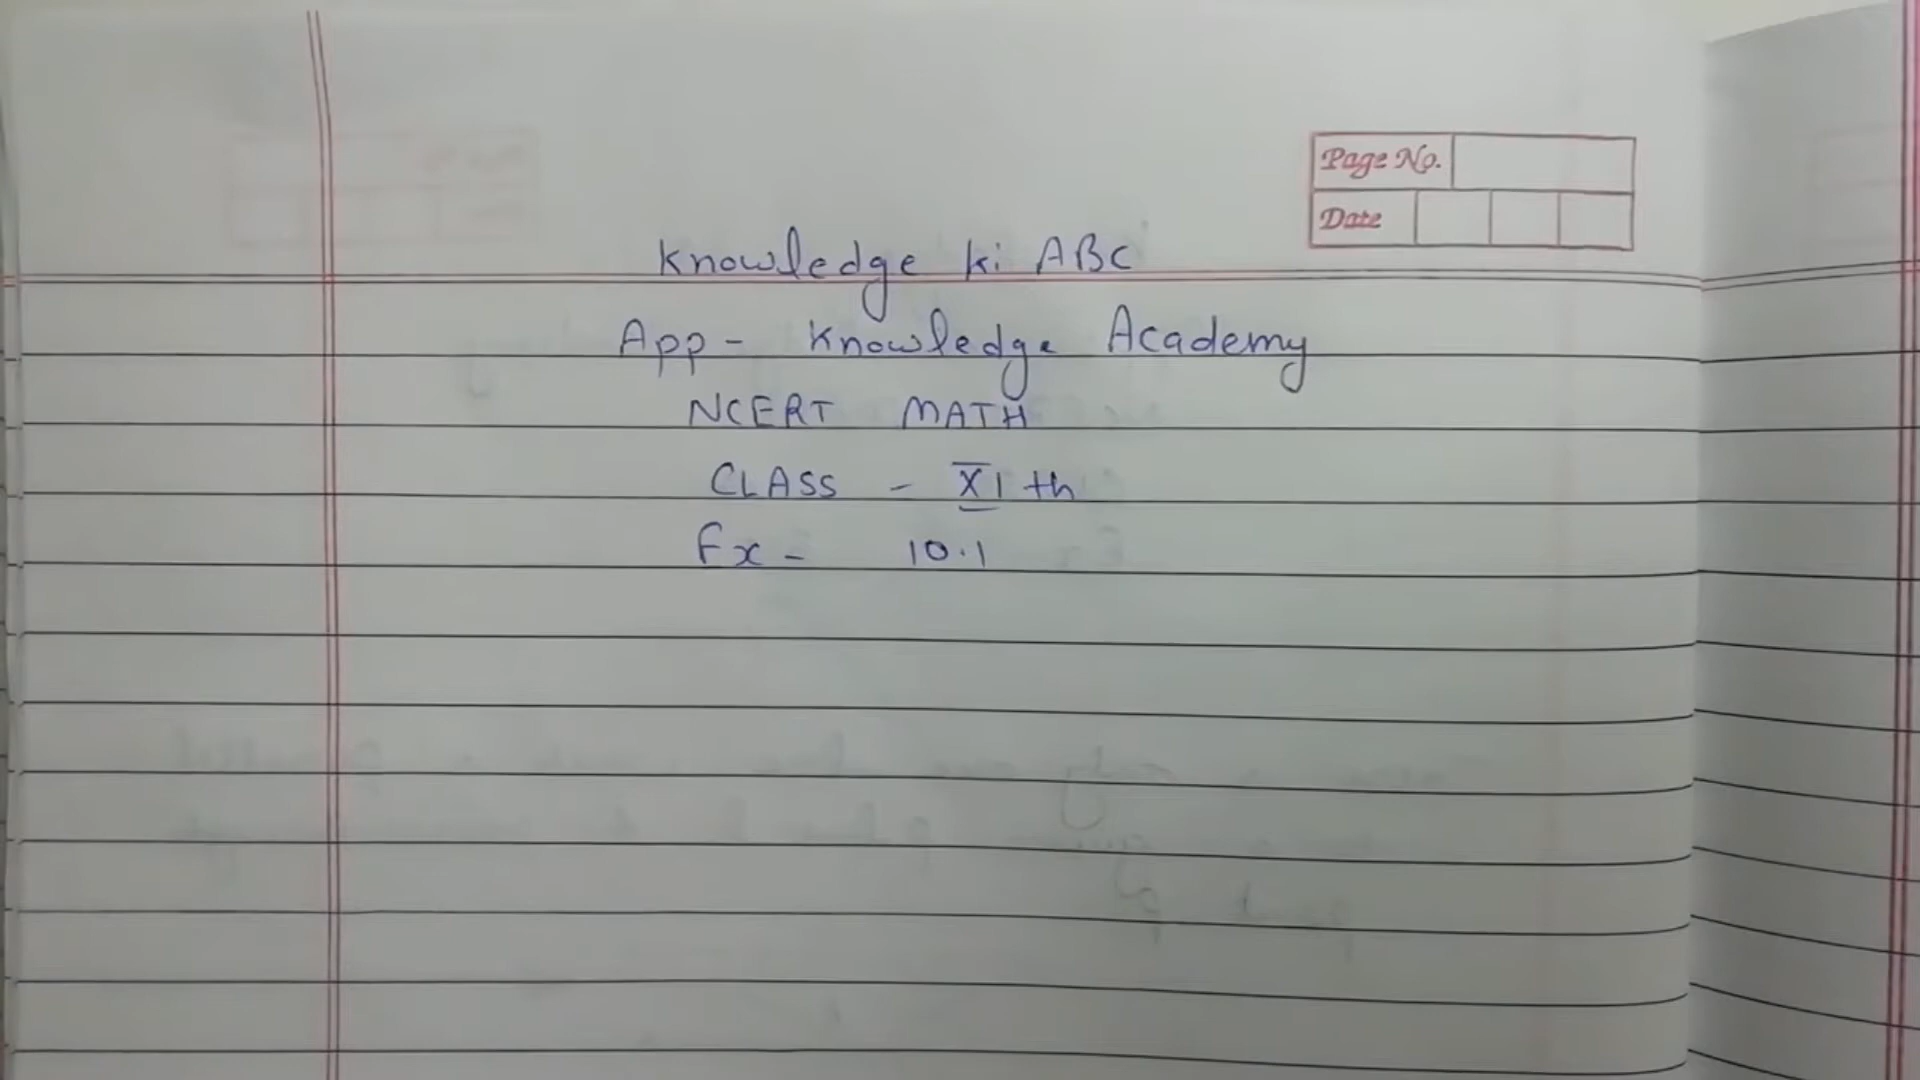 Page No.
Date
Knowledge ki ABC
App - Knowledge Academy
NCERT MATH
CLASS - XI th
Ex - 10.1